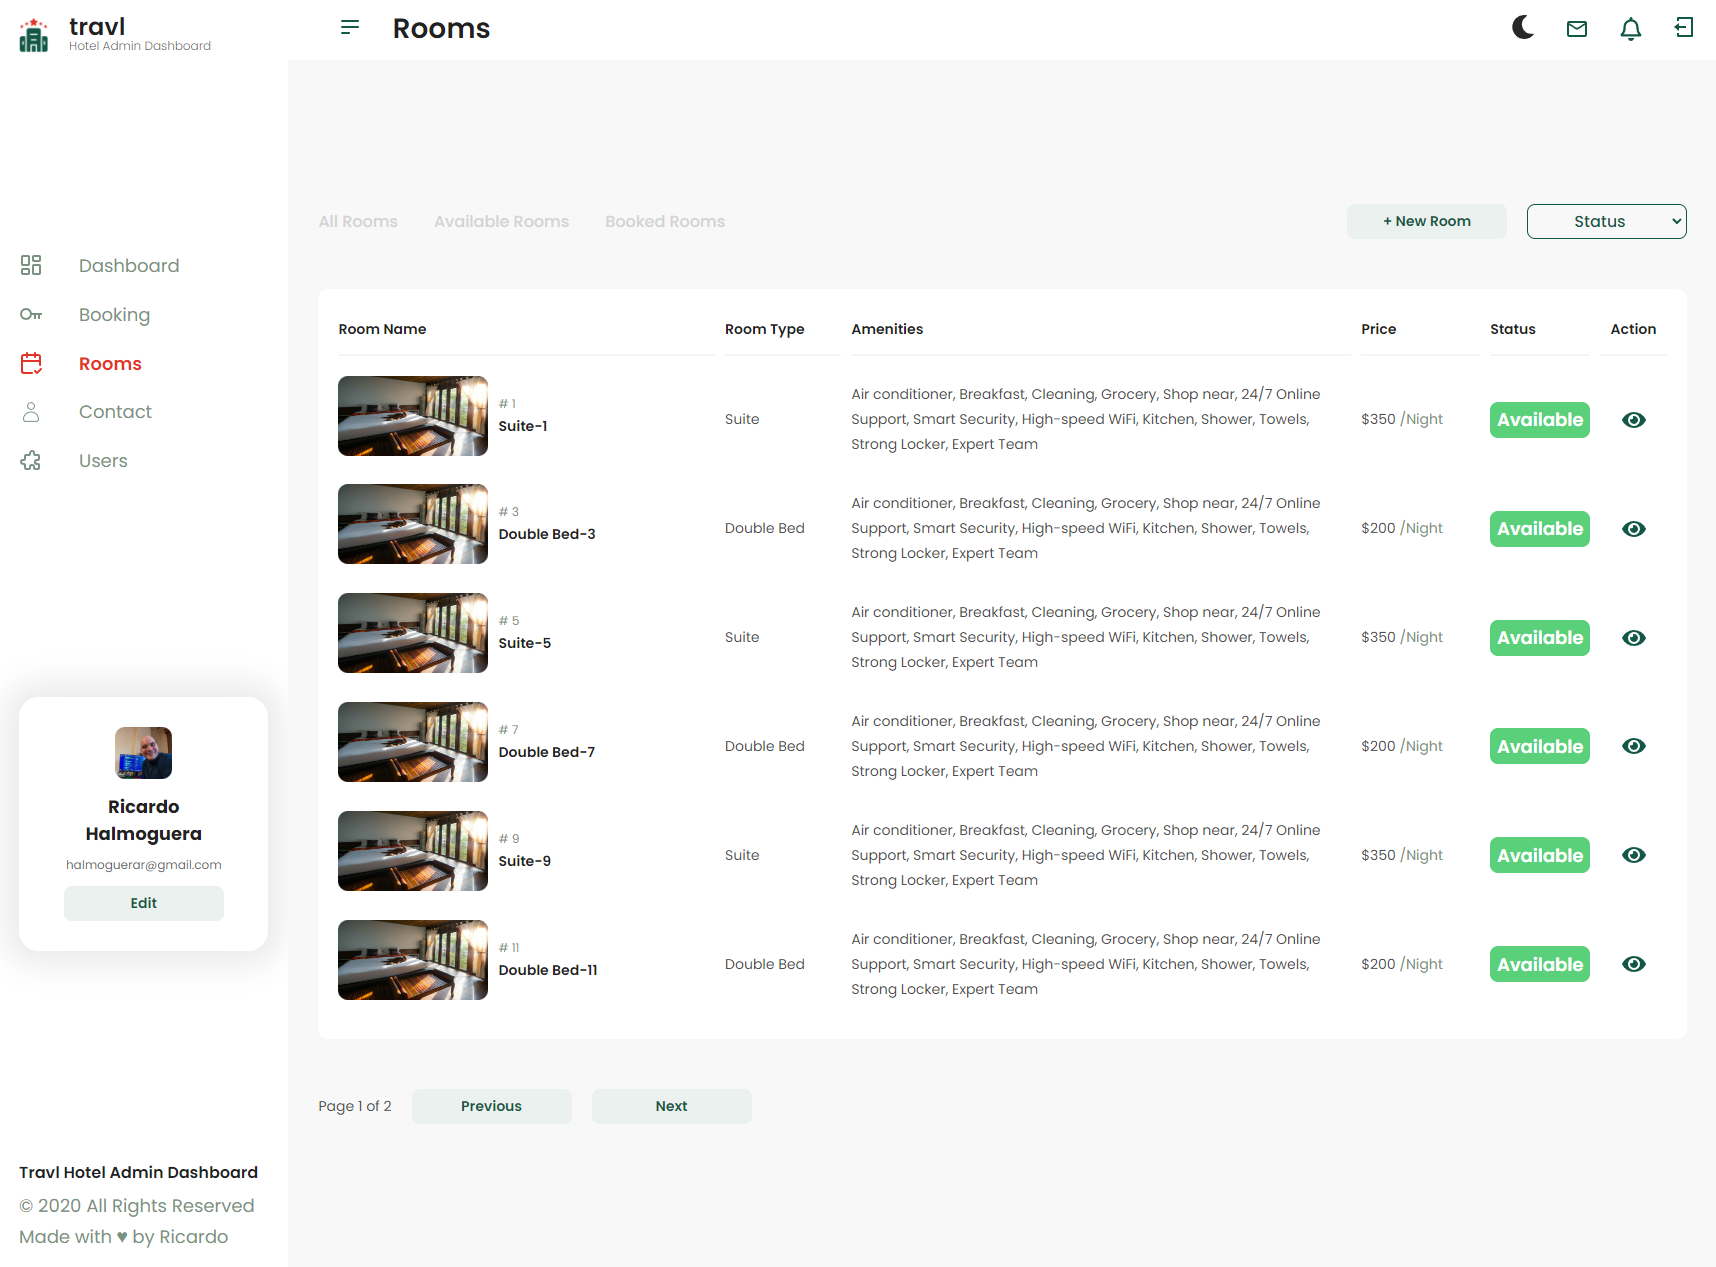 travl
Hotel Admin Dashboard
Rooms
All Rooms
Available Rooms
Booked Rooms
+ New Room
Status
Dashboard
Booking
Rooms
Contact
Users
Ricardo
Halmoguera
halmoguerar@gmail.com
Edit
Travl Hotel Admin Dashboard
© 2020 All Rights Reserved
Made with ♥ by Ricardo
Room Name
Room Type
Amenities
Price
Status
Action
# 1
Suite-1
Suite
Air conditioner, Breakfast, Cleaning, Grocery, Shop near, 24/7 Online
Support, Smart Security, High-speed WiFi, Kitchen, Shower, Towels,
Strong Locker, Expert Team
$350 /Night
Available
# 3
Double Bed-3
Double Bed
Air conditioner, Breakfast, Cleaning, Grocery, Shop near, 24/7 Online
Support, Smart Security, High-speed WiFi, Kitchen, Shower, Towels,
Strong Locker, Expert Team
$200 /Night
Available
# 5
Suite-5
Suite
Air conditioner, Breakfast, Cleaning, Grocery, Shop near, 24/7 Online
Support, Smart Security, High-speed WiFi, Kitchen, Shower, Towels,
Strong Locker, Expert Team
$350 /Night
Available
# 7
Double Bed-7
Double Bed
Air conditioner, Breakfast, Cleaning, Grocery, Shop near, 24/7 Online
Support, Smart Security, High-speed WiFi, Kitchen, Shower, Towels,
Strong Locker, Expert Team
$200 /Night
Available
# 9
Suite-9
Suite
Air conditioner, Breakfast, Cleaning, Grocery, Shop near, 24/7 Online
Support, Smart Security, High-speed WiFi, Kitchen, Shower, Towels,
Strong Locker, Expert Team
$350 /Night
Available
# 11
Double Bed-11
Double Bed
Air conditioner, Breakfast, Cleaning, Grocery, Shop near, 24/7 Online
Support, Smart Security, High-speed WiFi, Kitchen, Shower, Towels,
Strong Locker, Expert Team
$200 /Night
Available
Page 1 of 2
Previous
Next